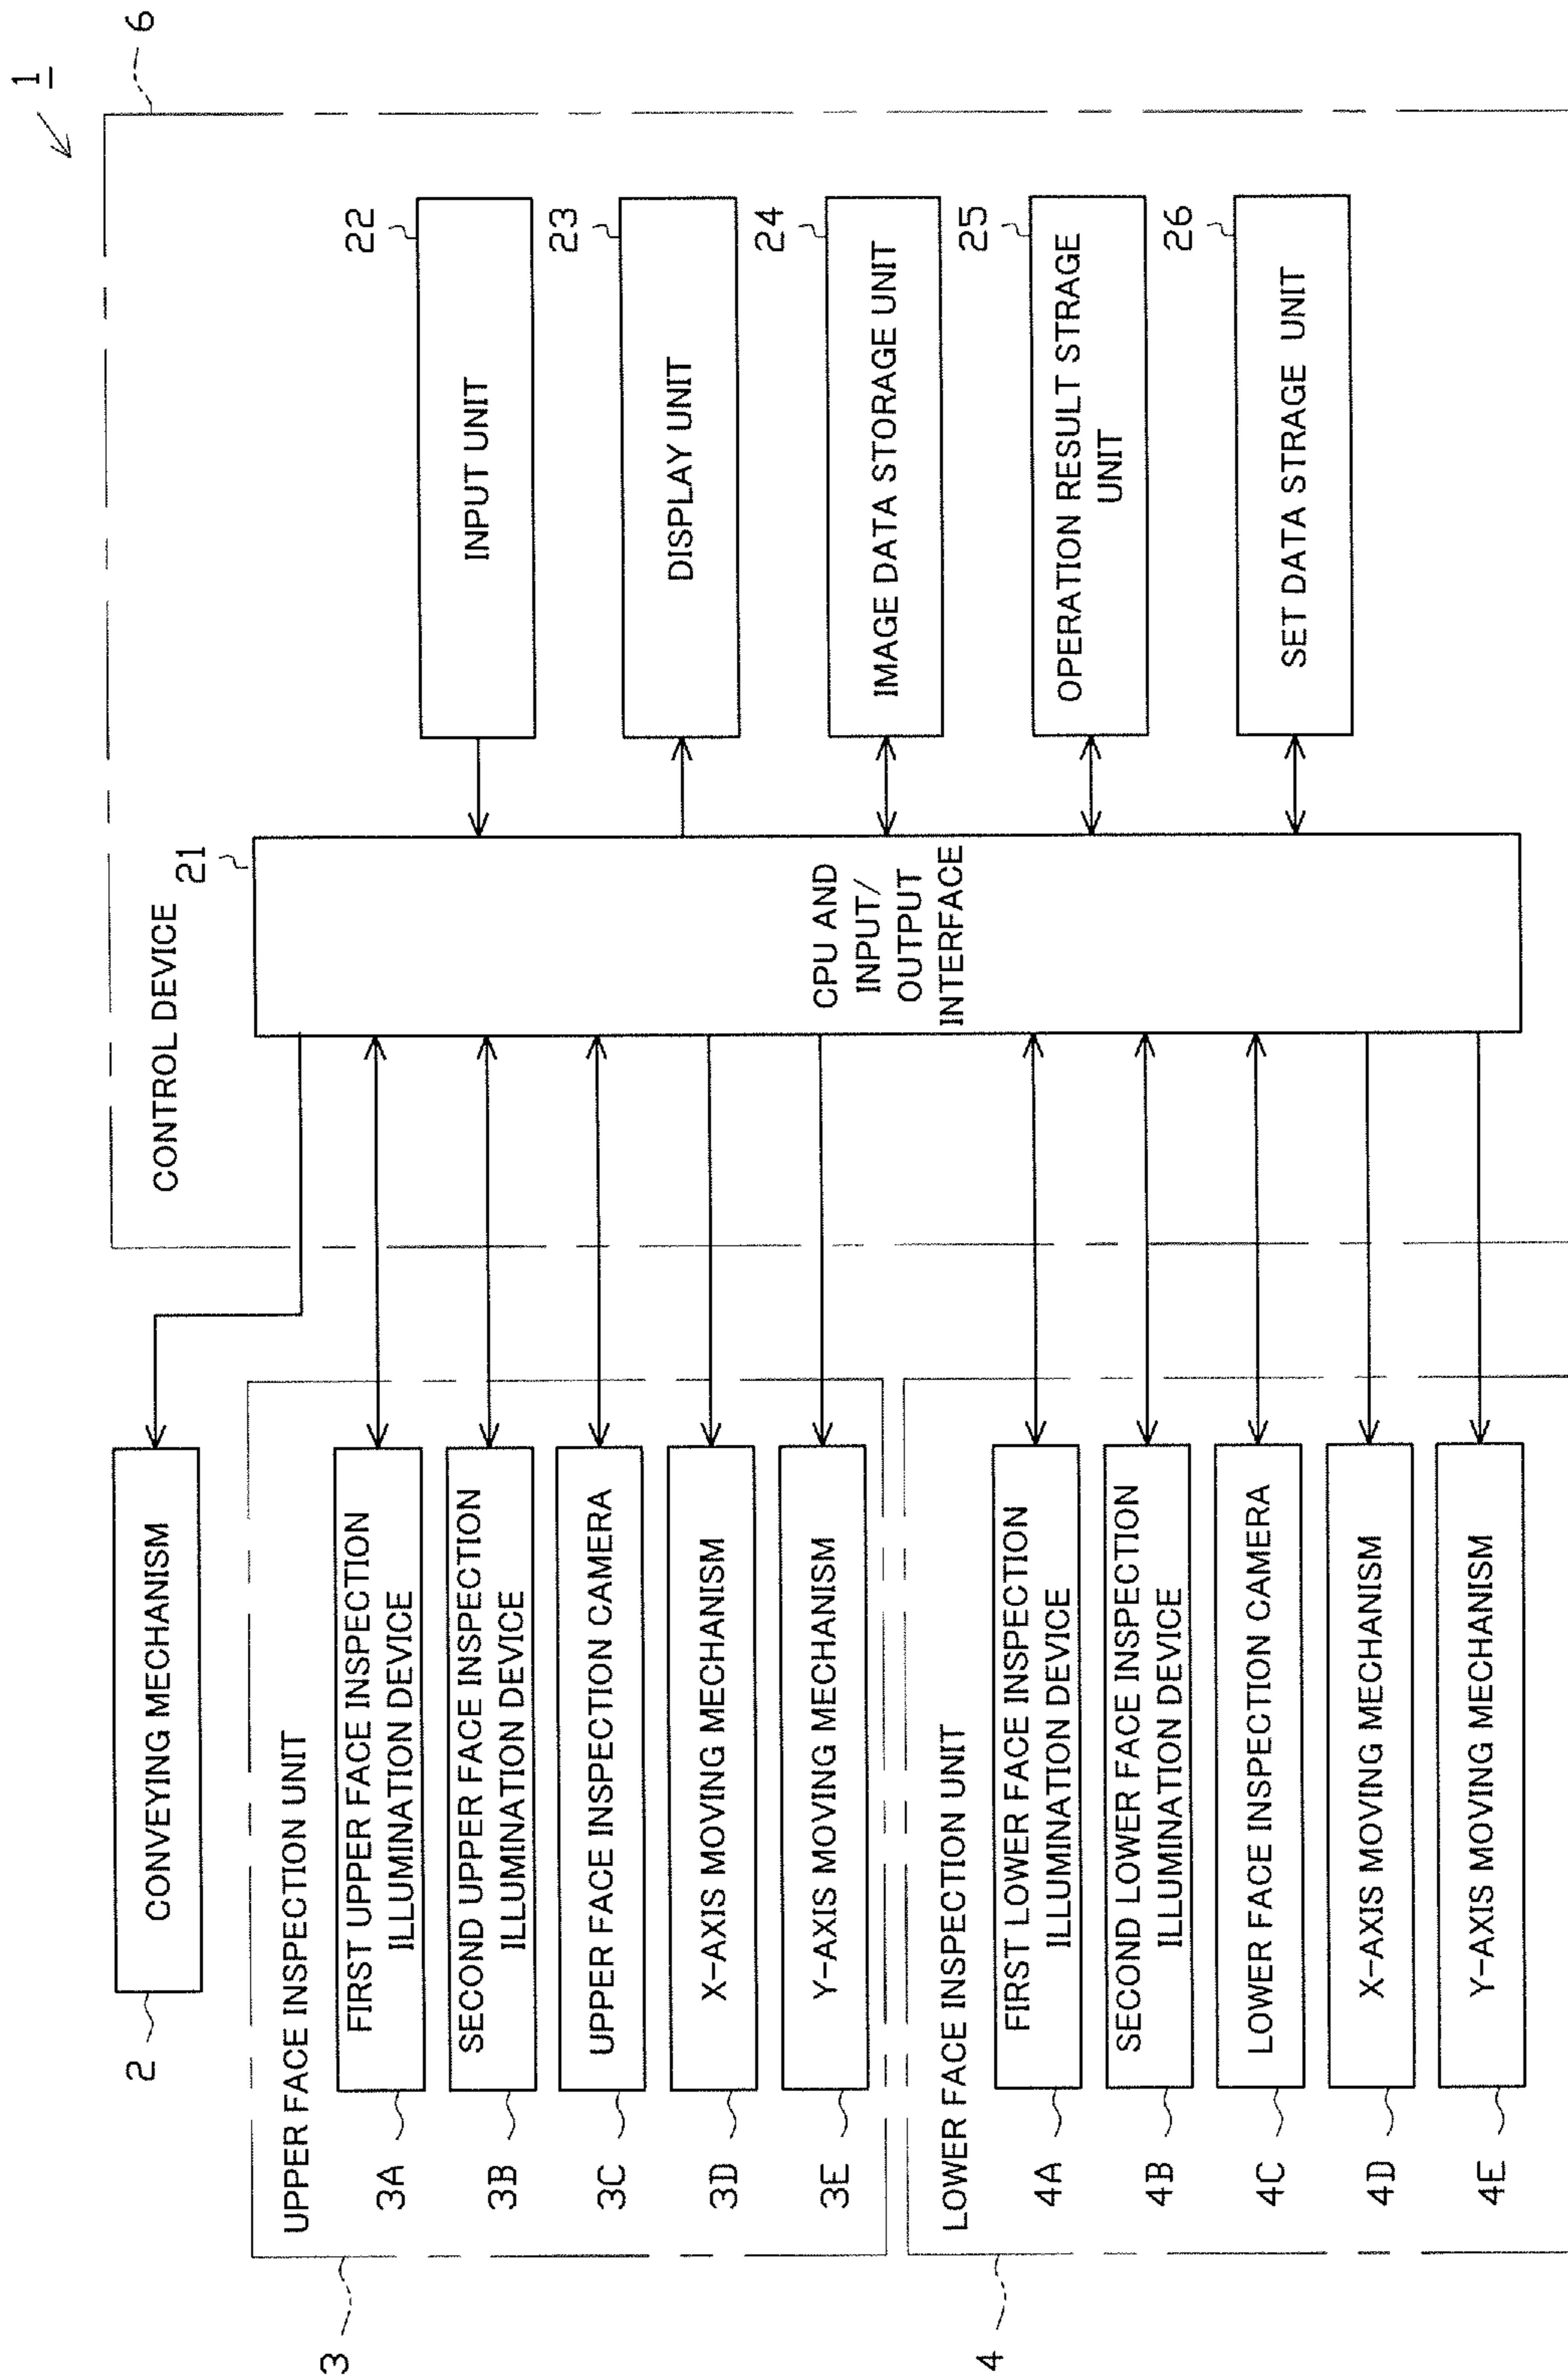 1
6
CONTROL DEVICE
21
CPU AND
INPUT/
OUTPUT
INTERFACE
22
INPUT UNIT
23
DISPLAY UNIT
24
IMAGE DATA STORAGE UNIT
25
OPERATION RESULT STRAGE
UNIT
26
SET DATA STRAGE UNIT
2
CONVEYING MECHANISM
3
UPPER FACE INSPECTION UNIT
3A
FIRST UPPER FACE INSPECTION
ILLUMINATION DEVICE
3B
SECOND UPPER FACE INSPECTION
ILLUMINATION DEVICE
3C
UPPER FACE INSPECTION CAMERA
3D
X-AXIS MOVING MECHANISM
3E
Y-AXIS MOVING MECHANISM
4
LOWER FACE INSPECTION UNIT
4A
FIRST LOWER FACE INSPECTION
ILLUMINATION DEVICE
4B
SECOND LOWER FACE INSPECTION
ILLUMINATION DEVICE
4C
LOWER FACE INSPECTION CAMERA
4D
X-AXIS MOVING MECHANISM
4E
Y-AXIS MOVING MECHANISM